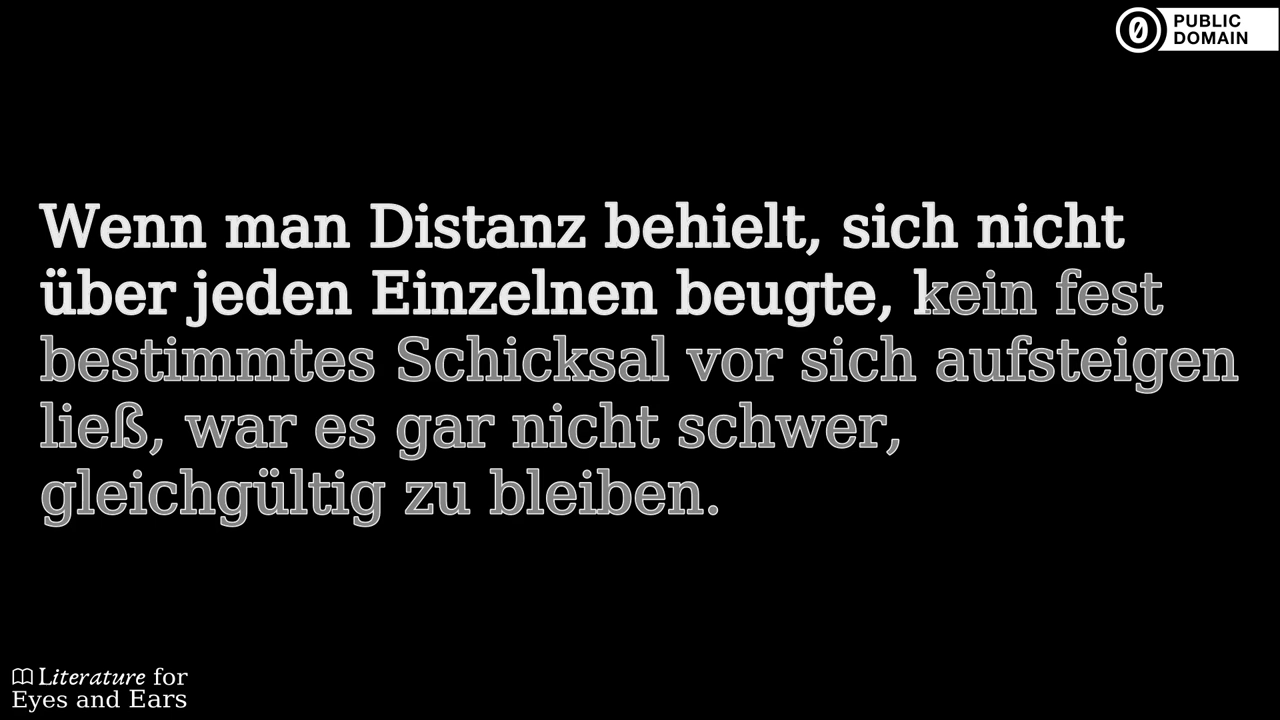 PUBLIC
DOMAIN
Wenn man Distanz behielt, sich nicht
über jeden Einzelnen beugte, kein fest
bestimmtes Schicksal vor sich aufsteigen
ließ, war es gar nicht schwer,
gleichgültig zu bleiben.
Literature for
Eyes and Ears